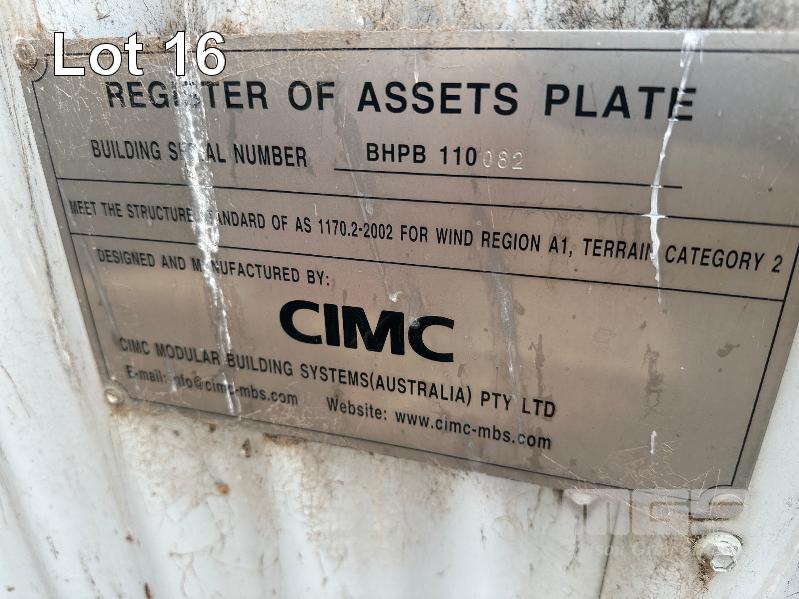 Lot 16
REGISTER OF ASSETS PLATE
BUILDING SERIAL NUMBER BHPB 110082
MEET THE STRUCTURE STANDARD OF AS 1170.2-2002 FOR WIND REGION A1, TERRAIN CATEGORY 2
DESIGNED AND MANUFACTURED BY:
CIMC
CIMC MODULAR BUILDING SYSTEMS(AUSTRALIA) PTY LTD
E-mail: info@cimc-mbs.com Website: www.cimc-mbs.com